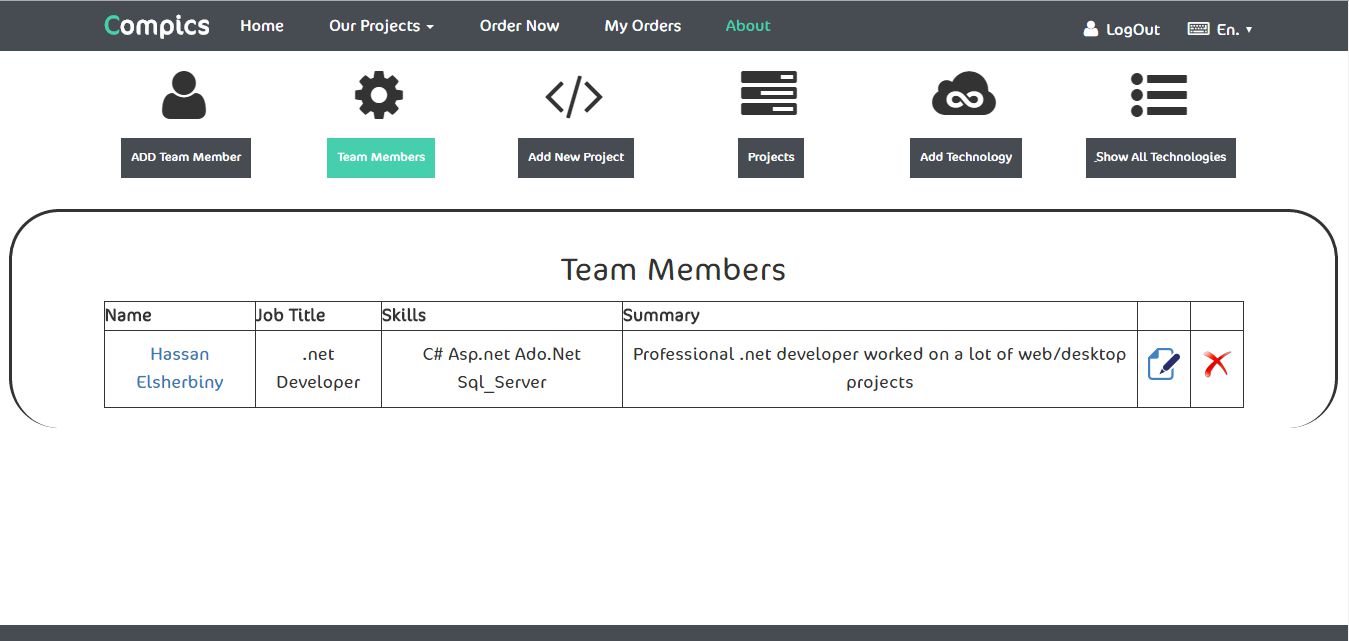 Compics Home Our Projects Order Now My Orders About LogOut En.
ADD Team Member Team Members Add New Project Projects Add Technology Show All Technologies
Team Members
Name Job Title Skills Summary
Hassan Elsherbiny
.net Developer
C# Asp.net Ado.Net
Sql_Server
Professional .net developer worked on a lot of web/desktop
projects